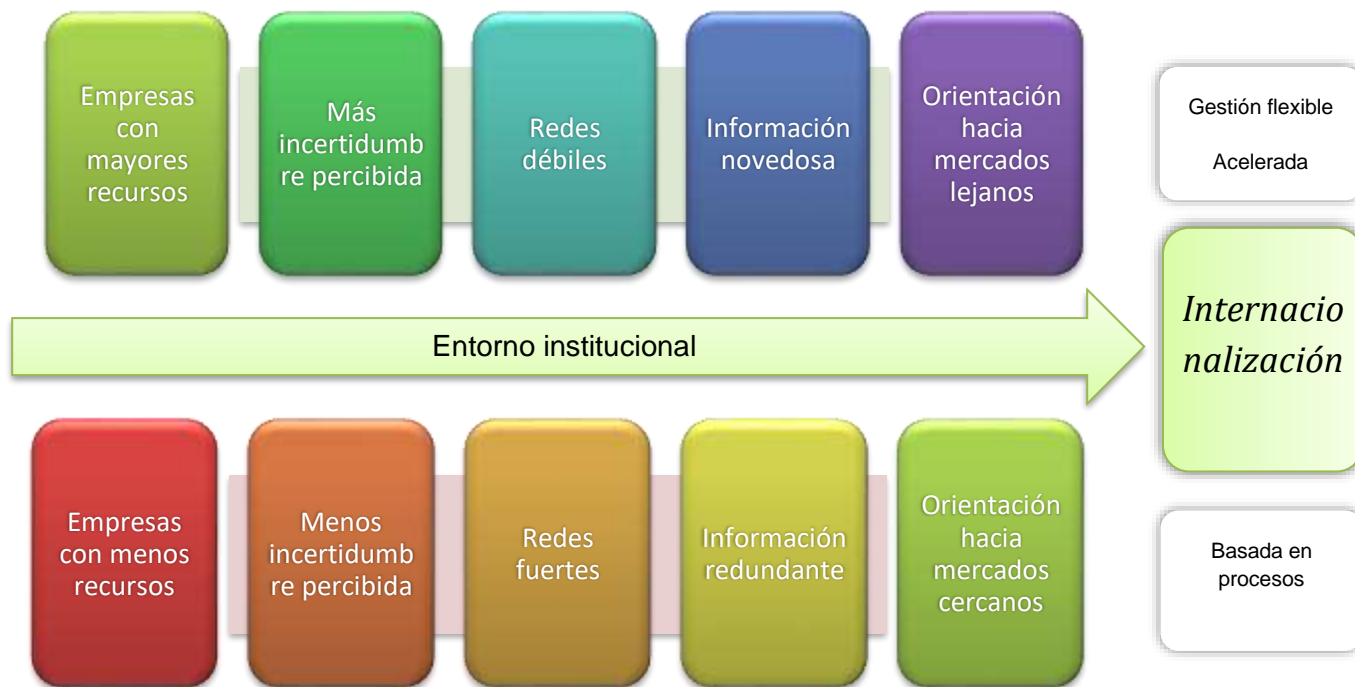 Empresas
con
mayores
recursos
Más
incertidumb
re percibida
Redes
débiles
Información
novedosa
Orientación
hacia
mercados
lejanos
Gestión flexible
Acelerada
Entorno institucional
Internacio
nalización
Empresas
con menos
recursos
Menos
incertidumb
re percibida
Redes
fuertes
Información
redundante
Orientación
hacia
mercados
cercanos
Basada en
procesos